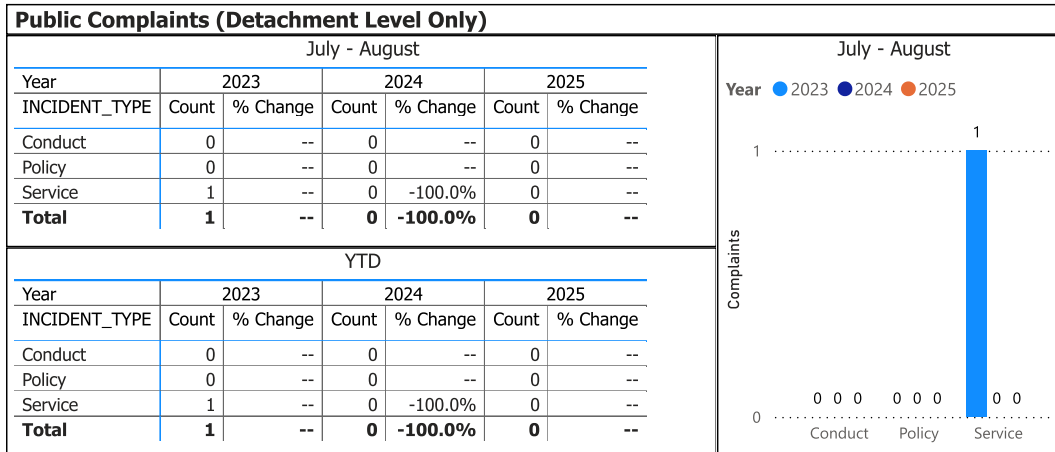 Public Complaints (Detachment Level Only)
July - August
Year 2023 2024 2025
INCIDENT_TYPE Count % Change Count % Change Count % Change
Conduct 0 -- 0 -- 0 --
Policy 0 -- 0 -- 0 --
Service 1 -- 0 -100.0% 0 --
Total 1 -- 0 -100.0% 0 --
YTD
Year 2023 2024 2025
INCIDENT_TYPE Count % Change Count % Change Count % Change
Conduct 0 -- 0 -- 0 --
Policy 0 -- 0 -- 0 --
Service 1 -- 0 -100.0% 0 --
Total 1 -- 0 -100.0% 0 --
July - August
Year 2023 2024 2025
1
1
Complaints
0 0 0 0 0 0 0 0
0
Conduct Policy Service